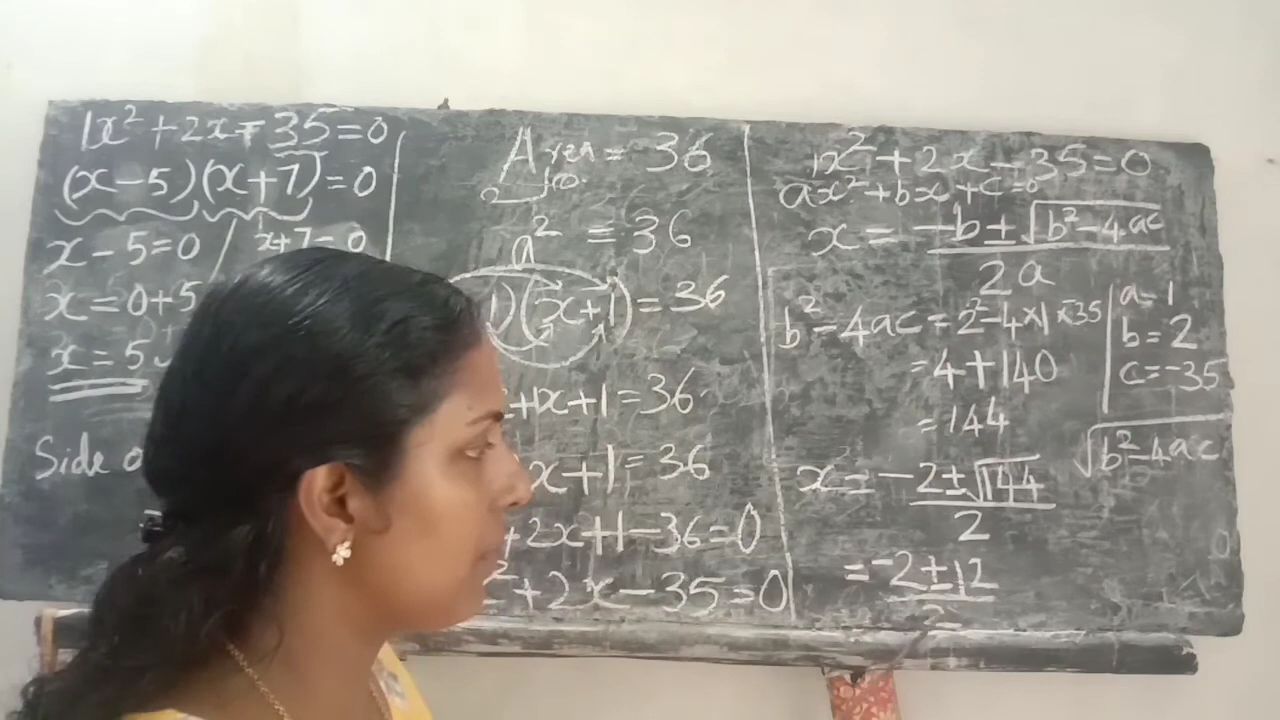 1x² + 2x - 35 = 0
(x - 5)(x + 7) = 0
x - 5 = 0 / x + 7 = 0
x = 0 + 5
x = 5
Side
Area = 36
a² = 36
1)(x + 1) = 36
+ 1x + 1 = 36
x + 1 = 36
+ 2x + 1 - 36 = 0
² + 2x - 35 = 0
1x² + 2x - 35 = 0
ax² + bx + c = 0
x = -b ± √b² - 4ac
2a
b² - 4ac = 2² - 4 × 1 × -35
= 4 + 140
= 144
a = 1
b = 2
c = -35
√b² - 4ac
x = -2 ± √144
2
= -2 ± 12
2